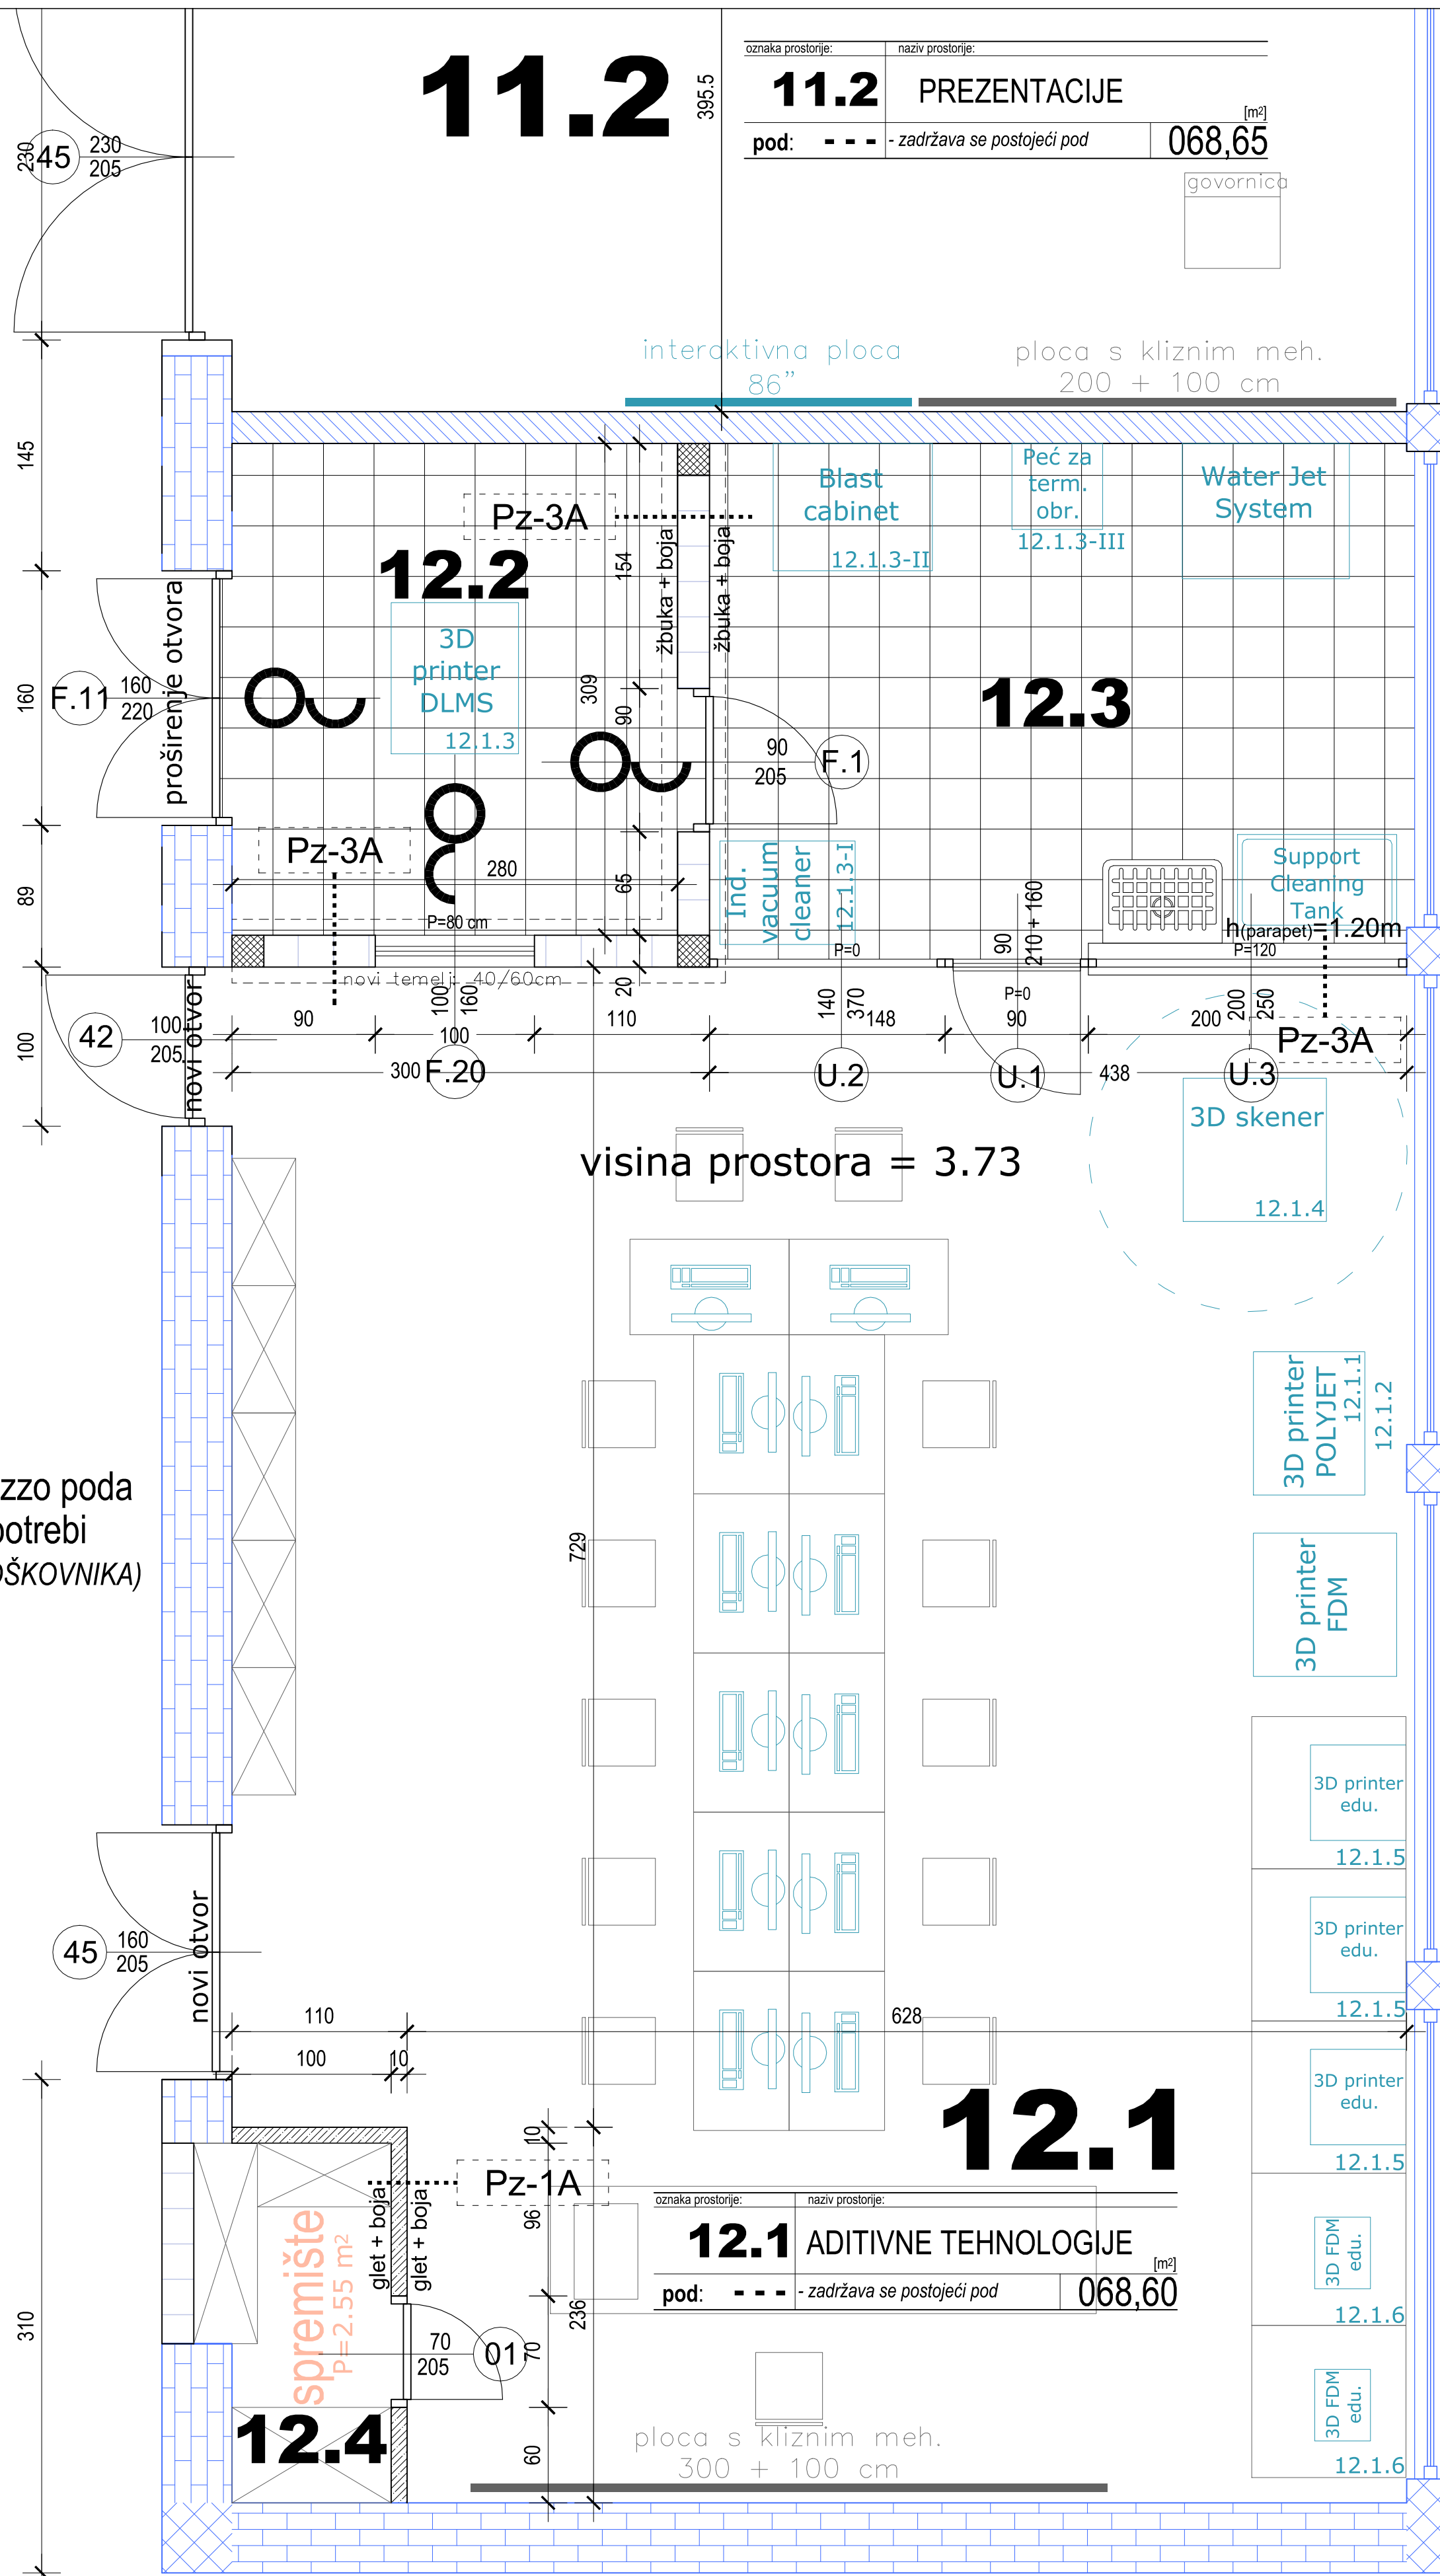 11.2
395.5
oznaka prostorije:
naziv prostorije:
11.2
PREZENTACIJE
[m²]
pod: - - -
- zadržava se postojeći pod
068,65
govornica
230
45
230
205
interaktivna ploca
86”
ploca s kliznim meh.
200 + 100 cm
145
Pz-3A
12.2
154
žbuka + boja
žbuka + boja
Blast
cabinet
12.1.3-II
Peć za
term.
obr.
12.1.3-III
Water Jet
System
160
F.11
160
220
proširenje otvora
3D
printer
DLMS
12.1.3
309
90
90
205
F.1
12.3
89
Pz-3A
280
65
P=80 cm
Ind.
vacuum
cleaner
12.1.3-I
P=0
90
210 + 160
Support
Cleaning
Tank
h(parapet)=1.20m
P=120
novi temelj: 40/60cm
20
P=0
100
42
100
205
novi otvor
90
100
160
100
110
140
370
148
90
200
200
250
Pz-3A
300
F.20
U.2
U.1
438
U.3
visina prostora = 3.73
3D skener
12.1.4
3D printer
POLYJET
12.1.1
12.1.2
zzo poda
potrebi
OŠKOVNIKA)
729
3D printer
FDM
3D printer
edu.
12.1.5
3D printer
edu.
12.1.5
45
160
205
novi otvor
110
628
100
10
3D printer
edu.
12.1.5
12.1
10
Pz-1A
96
glet + boja
glet + boja
oznaka prostorije:
naziv prostorije:
12.1
ADITIVNE TEHNOLOGIJE
[m²]
pod: - - -
- zadržava se postojeći pod
068,60
3D FDM
edu.
12.1.6
310
spremište
P=2.55 m²
236
70
70
205
01
3D FDM
edu.
12.1.6
12.4
60
ploca s kliznim meh.
300 + 100 cm